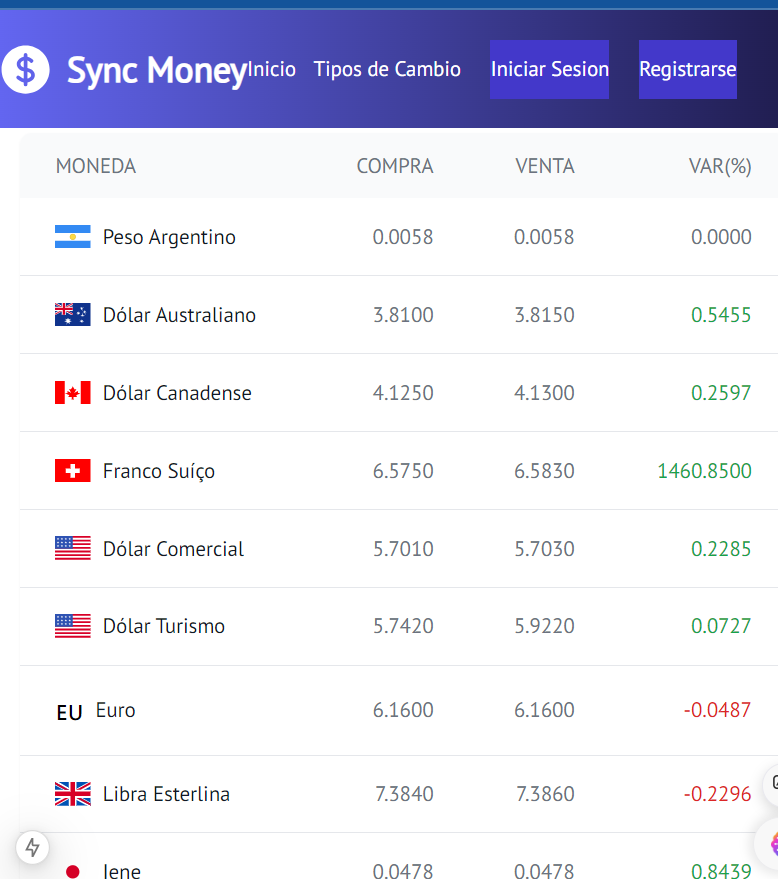 Sync Money Inicio Tipos de Cambio Iniciar Sesion Registrarse
MONEDA COMPRA VENTA VAR(%)
Peso Argentino 0.0058 0.0058 0.0000
Dólar Australiano 3.8100 3.8150 0.5455
Dólar Canadense 4.1250 4.1300 0.2597
Franco Suíço 6.5750 6.5830 1460.8500
Dólar Comercial 5.7010 5.7030 0.2285
Dólar Turismo 5.7420 5.9220 0.0727
EU Euro 6.1600 6.1600 -0.0487
Libra Esterlina 7.3840 7.3860 -0.2296
Iene 0.0478 0.0478 0.8439